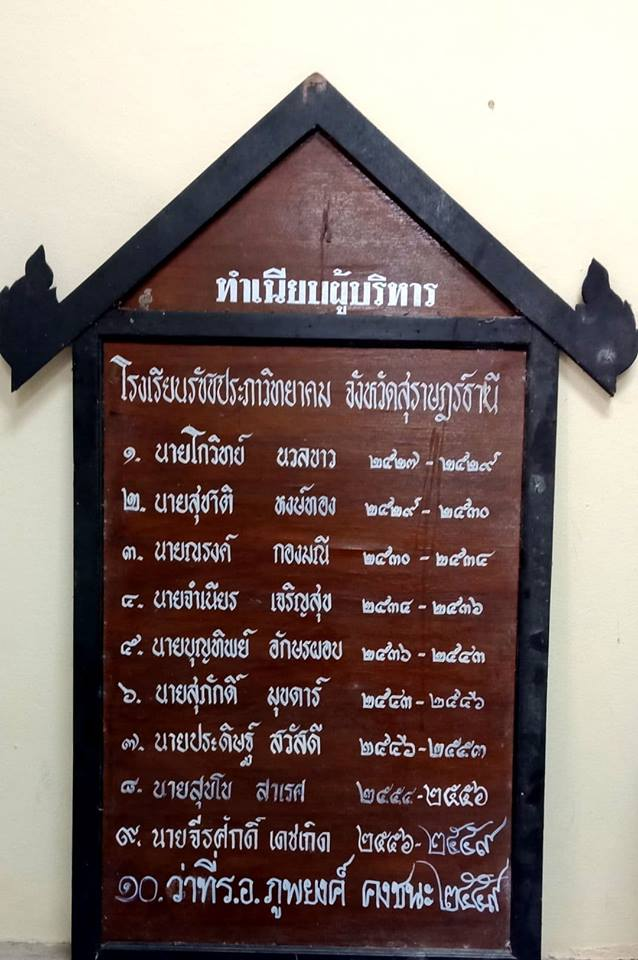 ทำเนียบผู้บริหาร
โรงเรียนรัชชประภาวิทยาคม จังหวัดสุราษฎร์ธานี
๑. นายโกวิทย์ นวลขาว ๒๕๒๗ - ๒๕๒๙
๒. นายสุชาติ หงษ์ทอง ๒๕๒๙ - ๒๕๓๐
๓. นายณรงค์ กองมณี ๒๕๓๐ - ๒๕๓๔
๔. นายจำเนียร เจริญสุข ๒๕๓๔ - ๒๕๓๖
๕. นายบุญทิพย์ อักษรผอบ ๒๕๓๖ - ๒๕๔๓
๖. นายสุภักดิ์ มุขดาร์ ๒๕๔๓ - ๒๕๔๖
๗. นายประดิษฐ์ สวัสดี ๒๕๔๖ - ๒๕๕๓
๘. นายสุขโข สาเรศ ๒๕๕๔ - ๒๕๕๖
๙. นายจีรศักดิ์ เดชเกิด ๒๕๕๖ - ๒๕๕๙
๑๐. ว่าที่ร.อ. ภูพยงค์ คงชนะ ๒๕๕๙